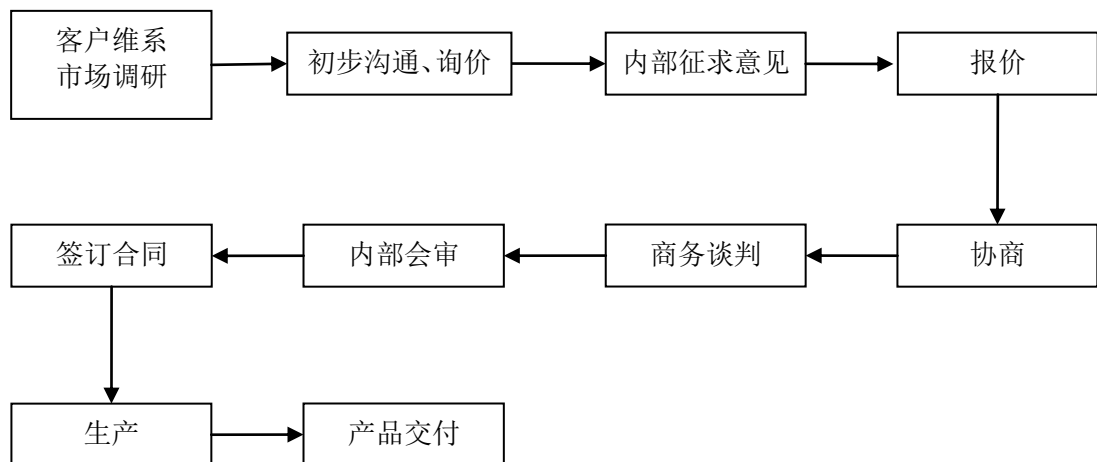 客户维系
市场调研
初步沟通、询价
内部征求意见
报价
协商
商务谈判
内部会审
签订合同
生产
产品交付